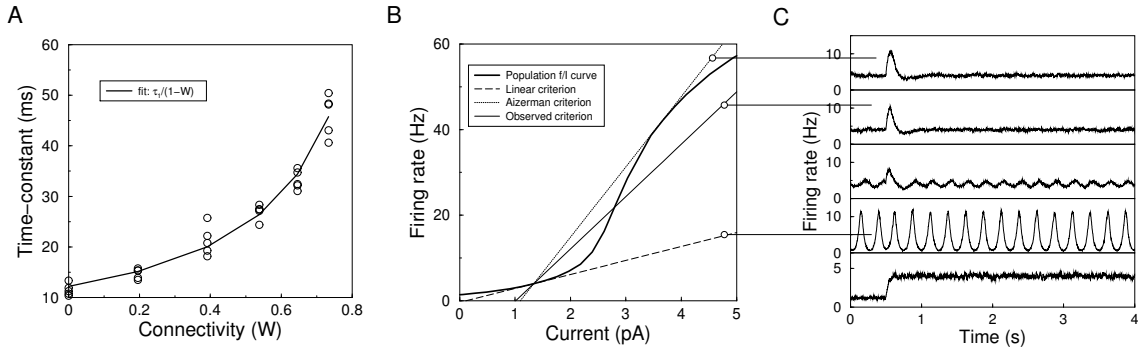 A
Time−constant (ms)
60
50
40
30
20
10
fit: τ₁/(1−W)
0 0.2 0.4 0.6 0.8
Connectivity (W)
B
Firing rate (Hz)
60
40
20
0
Population f/I curve
Linear criterion
Aizerman criterion
Observed criterion
0 1 2 3 4 5
Current (pA)
C
Firing rate (Hz)
10
0
10
0
10
0
10
0
5
0
0 1 2 3 4
Time (s)